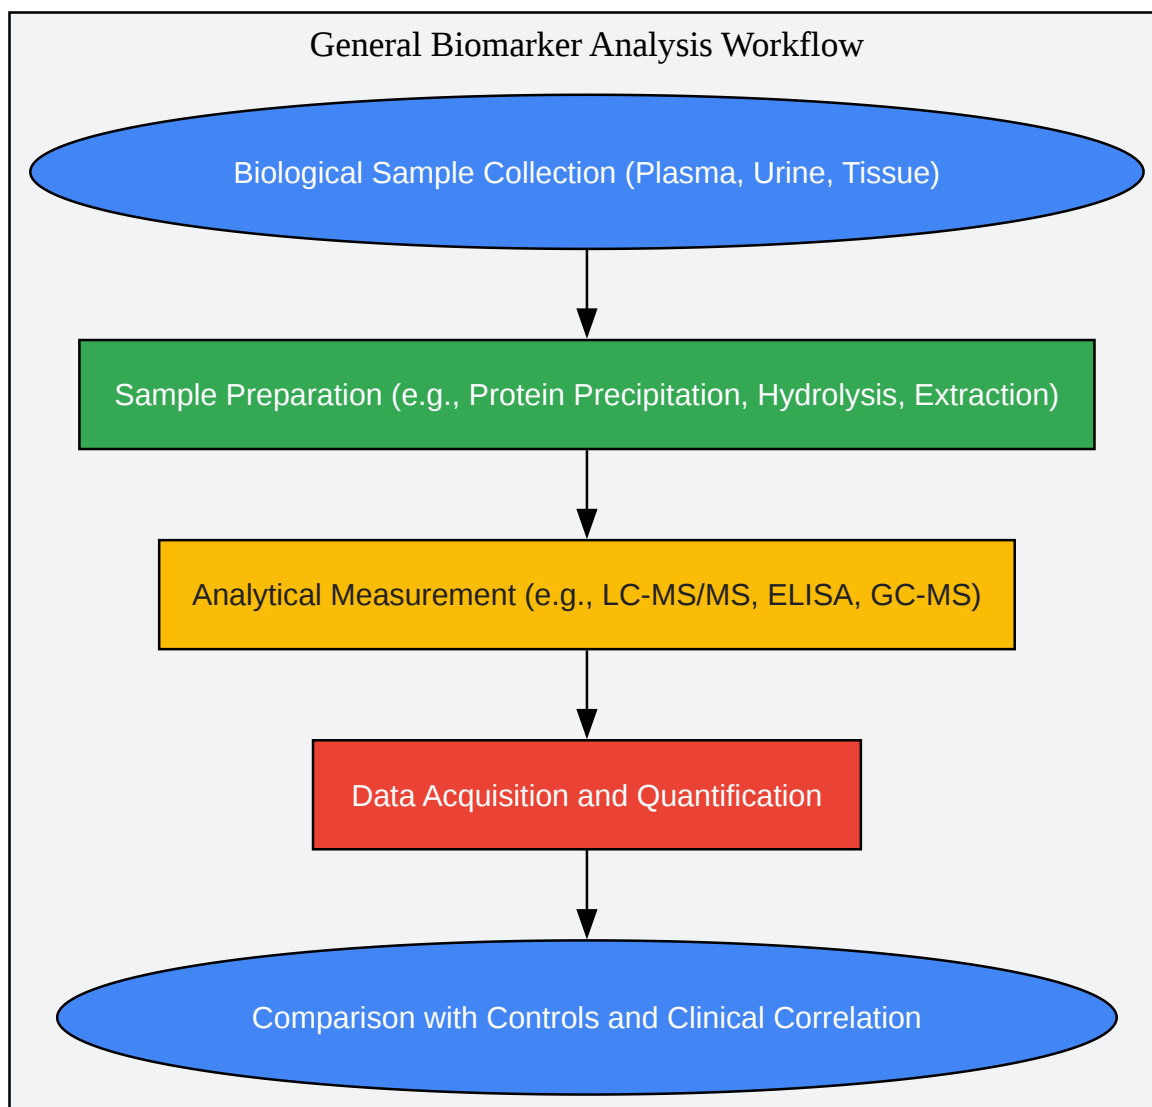 General Biomarker Analysis Workflow
Biological Sample Collection (Plasma, Urine, Tissue)
Sample Preparation (e.g., Protein Precipitation, Hydrolysis, Extraction)
Analytical Measurement (e.g., LC-MS/MS, ELISA, GC-MS)
Data Acquisition and Quantification
Comparison with Controls and Clinical Correlation